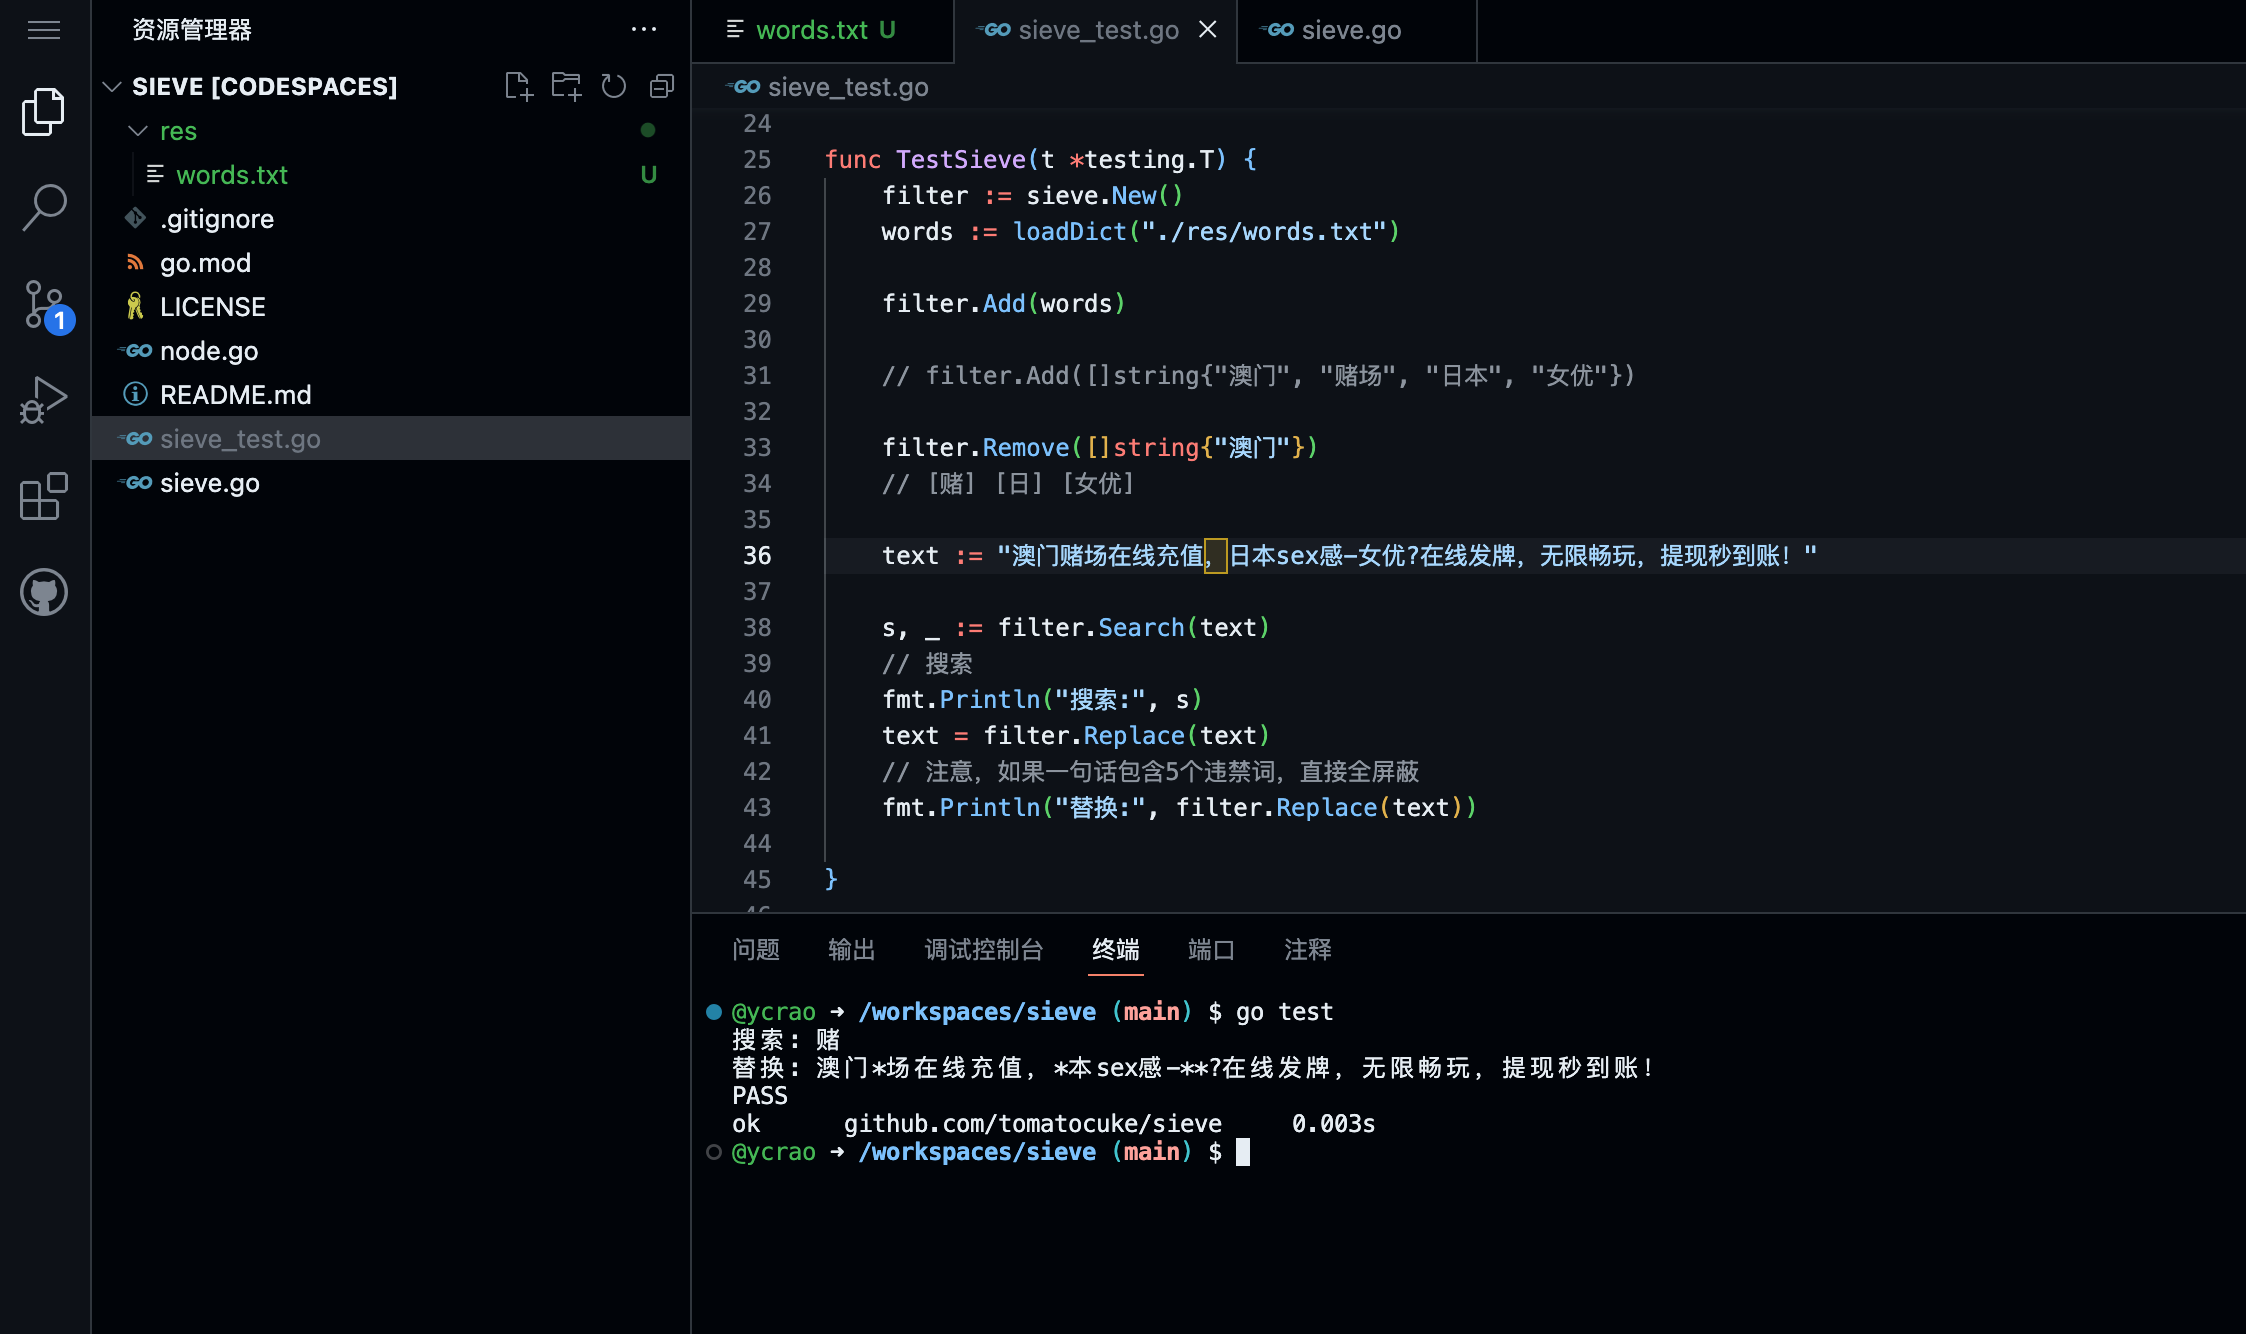 资源管理器
SIEVE [CODESPACES]
res
words.txt U
.gitignore
go.mod
LICENSE
node.go
README.md
sieve_test.go
sieve.go
1
words.txt U
sieve_test.go
sieve.go
sieve_test.go
24
25 func TestSieve(t *testing.T) {
26 filter := sieve.New()
27 words := loadDict("./res/words.txt")
28
29 filter.Add(words)
30
31 // filter.Add([]string{"澳门", "赌场", "日本", "女优"})
32
33 filter.Remove([]string{"澳门"})
34 // [赌] [日] [女优]
35
36 text := "澳门赌场在线充值，日本sex感-女优?在线发牌，无限畅玩，提现秒到账！"
37
38 s, _ := filter.Search(text)
39 // 搜索
40 fmt.Println("搜索:", s)
41 text = filter.Replace(text)
42 // 注意，如果一句话包含5个违禁词，直接全屏蔽
43 fmt.Println("替换:", filter.Replace(text))
44
45 }
46
问题 输出 调试控制台 终端 端口 注释
@ycrao ➜ /workspaces/sieve (main) $ go test
搜索: 赌
替换: 澳门*场在线充值，*本sex感-**?在线发牌，无限畅玩，提现秒到账！
PASS
ok github.com/tomatocuke/sieve 0.003s
@ycrao ➜ /workspaces/sieve (main) $